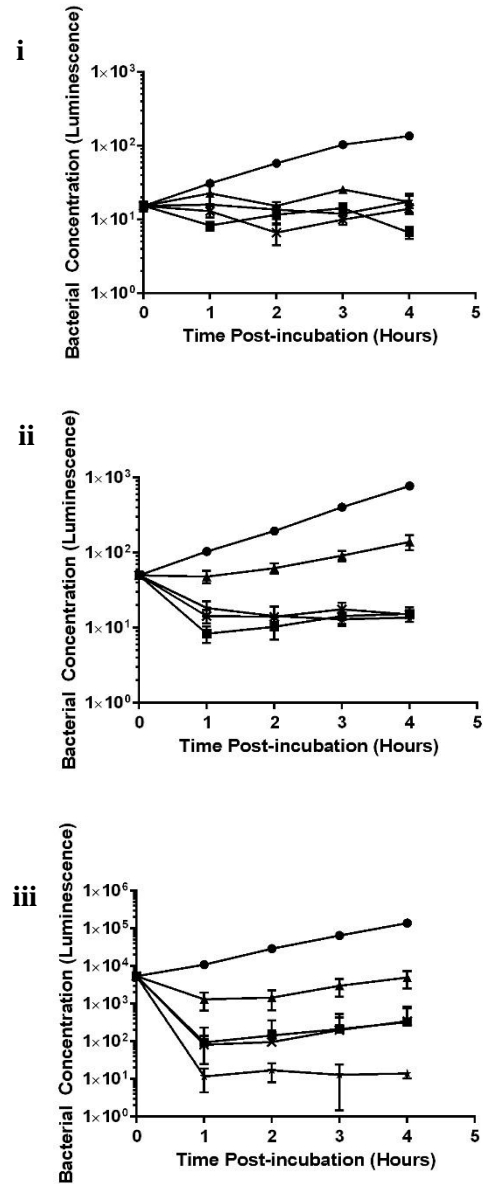 i
Bacterial Concentration (Luminescence)
1×10³
1×10²
1×10¹
1×10⁰
0 1 2 3 4 5
Time Post-incubation (Hours)
ii
Bacterial Concentration (Luminescence)
1×10³
1×10²
1×10¹
1×10⁰
0 1 2 3 4 5
Time Post-incubation (Hours)
iii
Bacterial Concentration (Luminescence)
1×10⁶
1×10⁵
1×10⁴
1×10³
1×10²
1×10¹
1×10⁰
0 1 2 3 4 5
Time Post-incubation (Hours)